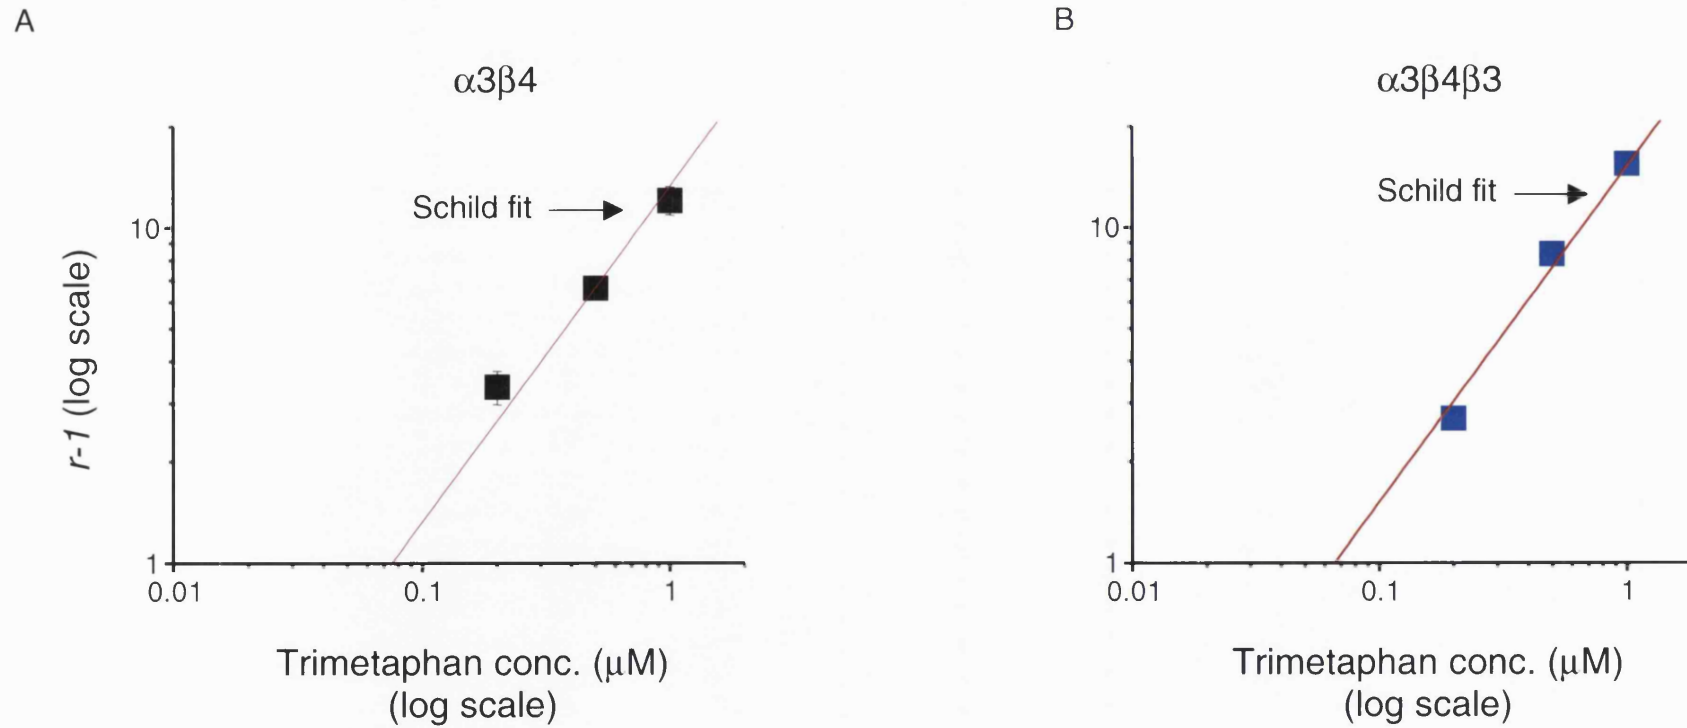 A
α3β4
Schild fit
10
1
0.01 0.1 1
r-1 (log scale)
Trimetaphan conc. (μM)
(log scale)
B
α3β4β3
Schild fit
10
1
0.01 0.1 1
Trimetaphan conc. (μM)
(log scale)